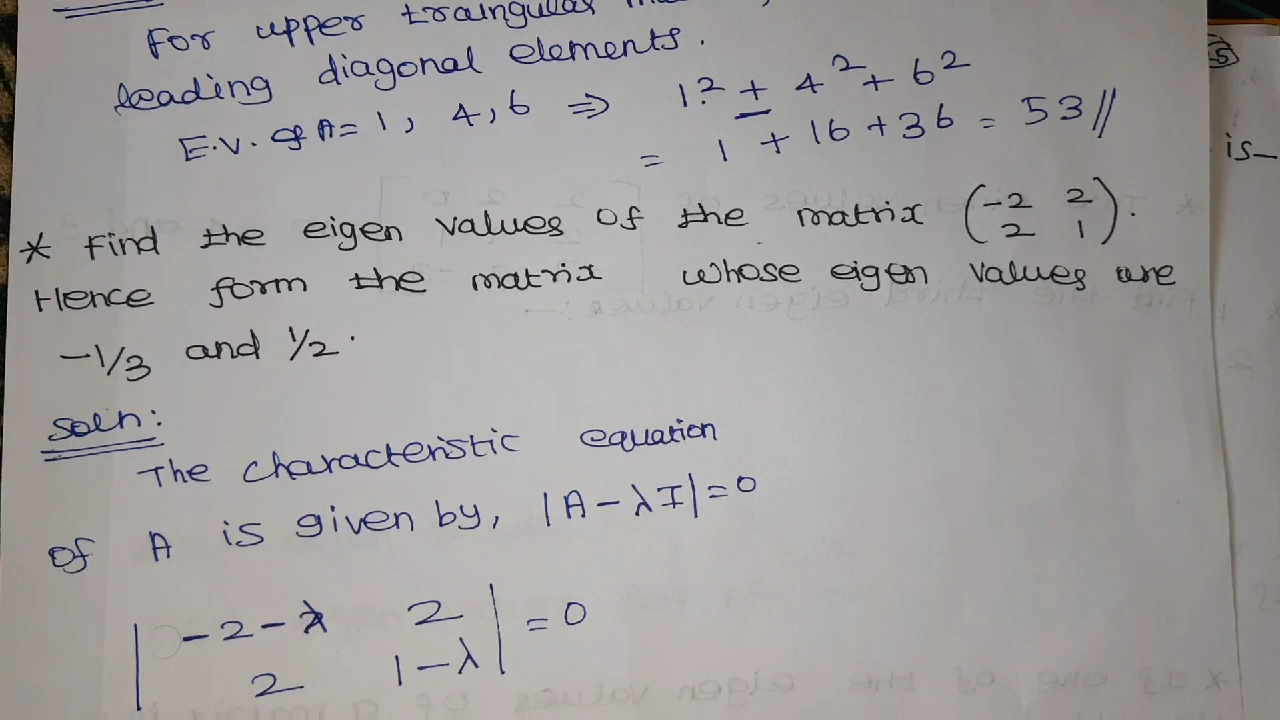 For upper traingular
leading diagonal elements.
E.V. of A = 1, 4, 6 ⇒ 1² + 4² + 6²
= 1 + 16 + 36 = 53 //
5
is
* Find the eigen values of the matrix (-2 2
2 1).
Hence form the matrix whose eigen values are
-1/3 and 1/2.
Soln:
The characteristic equation
of A is given by, |A - λI| = 0
| -2-λ 2 | = 0
2 1-λ